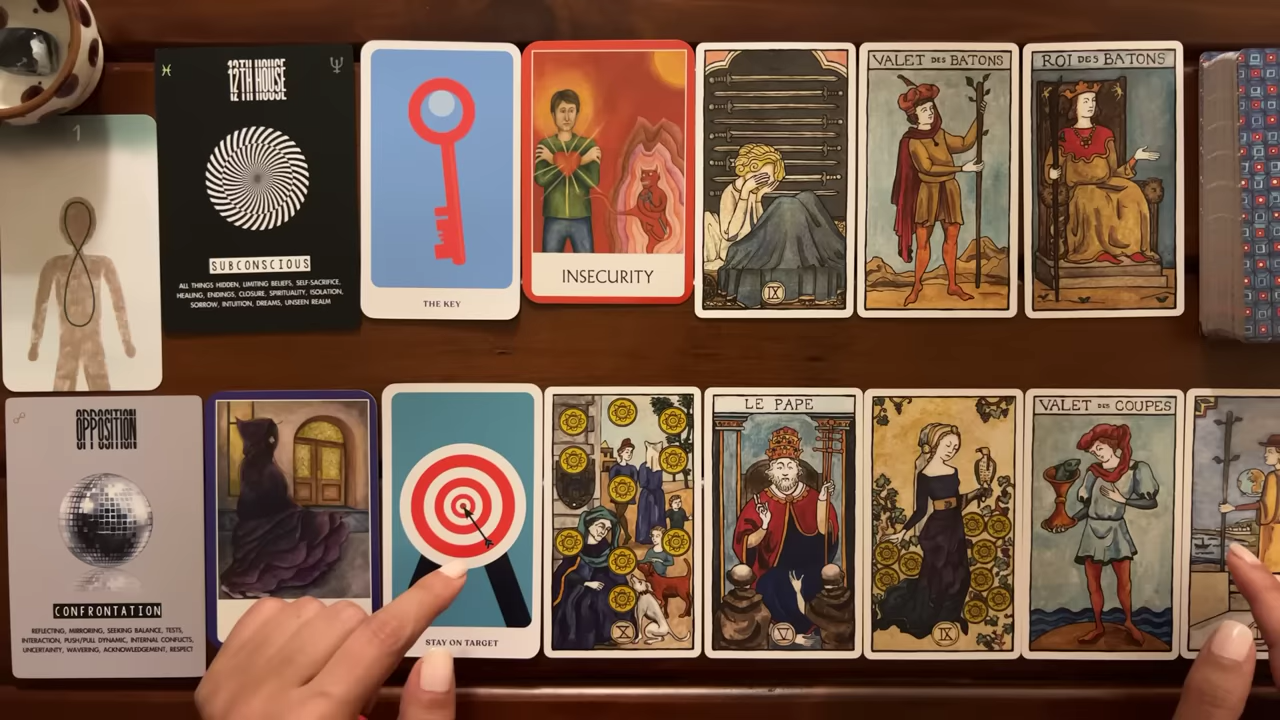 1
12TH HOUSE
SUBCONSCIOUS
ALL THINGS HIDDEN, LIMITING BELIEFS, SELF-SACRIFICE,
HEALING, ENDINGS, CLOSURE, SPIRITUALITY, ISOLATION,
SORROW, INTUITION, DREAMS, UNSEEN REALM
THE KEY
INSECURITY
IX
VALET DES BATONS
ROI DES BATONS
OPPOSITION
CONFRONTATION
REFLECTING, MIRRORING, SEEKING BALANCE, TESTS,
INTERACTION, PUSH/PULL DYNAMIC, INTERNAL CONFLICTS,
UNCERTAINTY, WAVERING, ACKNOWLEDGEMENT, RESPECT
STAY ON TARGET
X
LE PAPE
V
IX
VALET DES COUPES